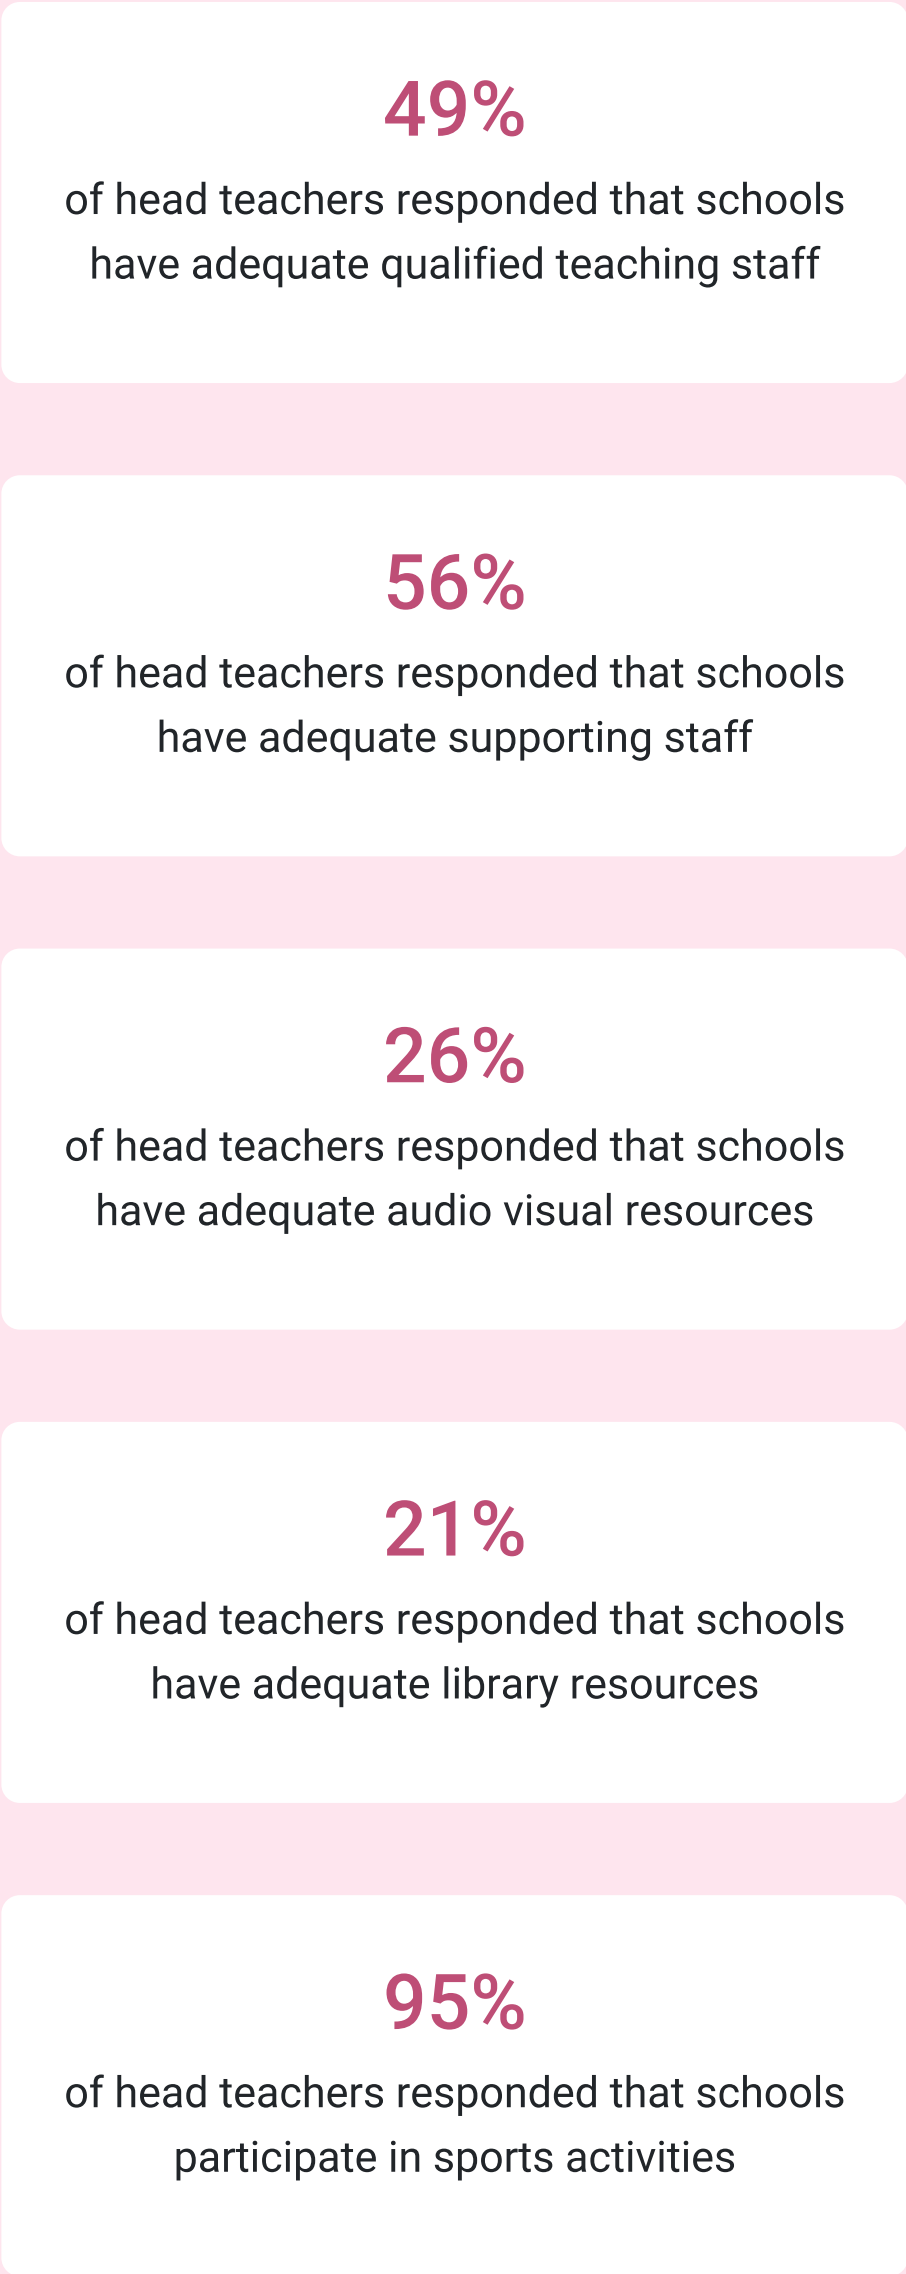 49%
of head teachers responded that schools
have adequate qualified teaching staff
56%
of head teachers responded that schools
have adequate supporting staff
26%
of head teachers responded that schools
have adequate audio visual resources
21%
of head teachers responded that schools
have adequate library resources
95%
of head teachers responded that schools
participate in sports activities